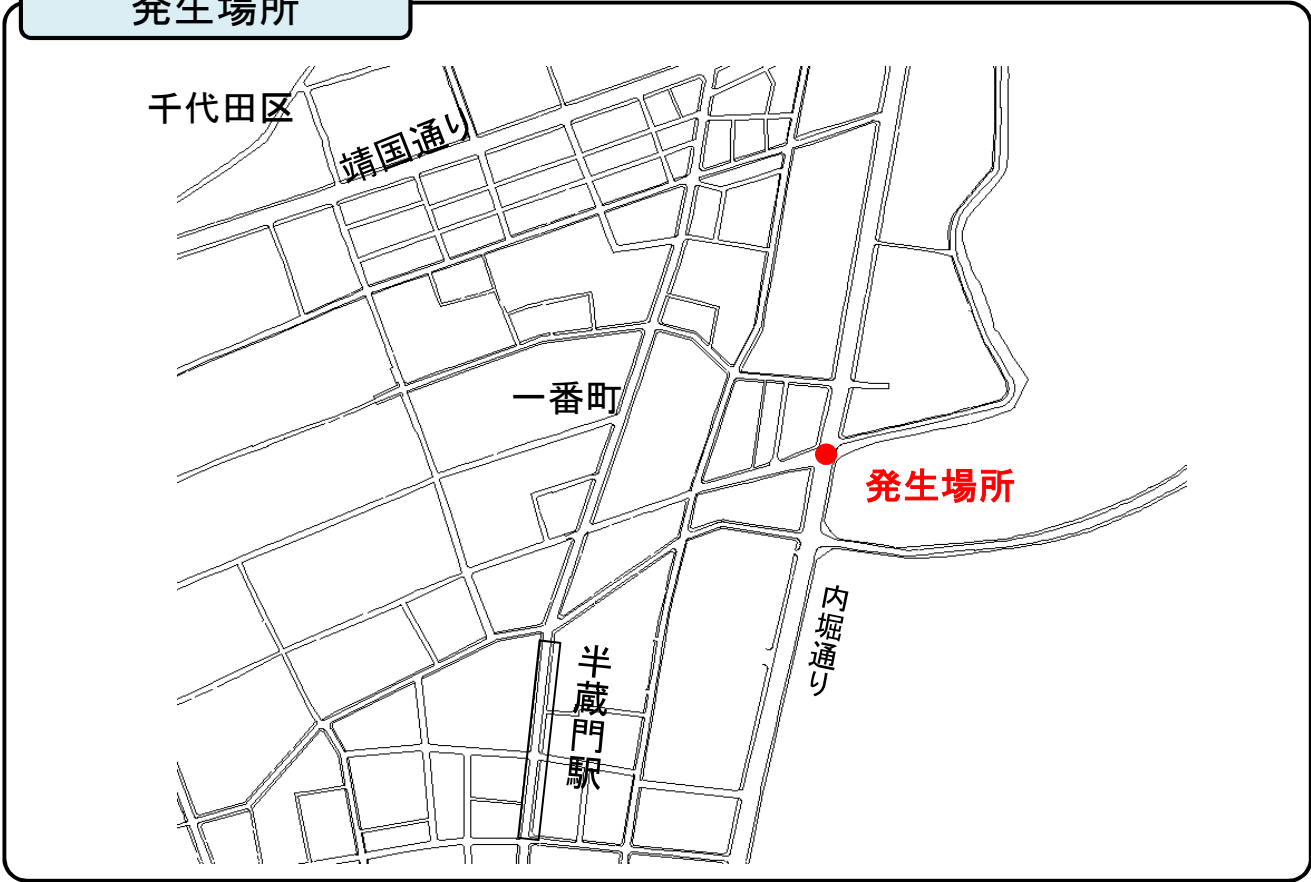 発生場所
千代田区
靖国通り
一番町
発生場所
内堀通り
半蔵門駅